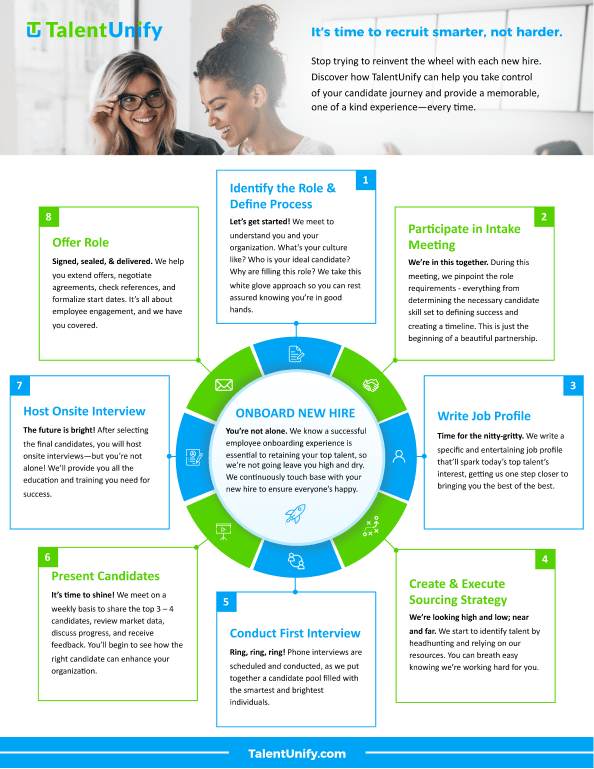 TalentUnify
It's time to recruit smarter, not harder.
Stop trying to reinvent the wheel with each new hire.
Discover how TalentUnify can help you take control
of your candidate journey and provide a memorable,
one of a kind experience—every time.
1
Identify the Role &
Define Process
Let's get started! We meet to
understand you and your
organization. What's your culture
like? Who is your ideal candidate?
Why are filling this role? We take this
white glove approach so you can rest
assured knowing you're in good
hands.
2
Participate in Intake
Meeting
We're in this together. During this
meeting, we pinpoint the role
requirements - everything from
determining the necessary candidate
skill set to defining success and
creating a timeline. This is just the
beginning of a beautiful partnership.
3
Write Job Profile
Time for the nitty-gritty. We write a
specific and entertaining job profile
that'll spark today's top talent's
interest, getting us one step closer to
bringing you the best of the best.
4
Create & Execute
Sourcing Strategy
We're looking high and low; near
and far. We start to identify talent by
headhunting and relying on our
resources. You can breath easy
knowing we're working hard for you.
5
Conduct First Interview
Ring, ring, ring! Phone interviews are
scheduled and conducted, as we put
together a candidate pool filled with
the smartest and brightest
individuals.
6
Present Candidates
It's time to shine! We meet on a
weekly basis to share the top 3 – 4
candidates, review market data,
discuss progress, and receive
feedback. You'll begin to see how the
right candidate can enhance your
organization.
7
Host Onsite Interview
The future is bright! After selecting
the final candidates, you will host
onsite interviews—but you're not
alone! We'll provide you all the
education and training you need for
success.
8
Offer Role
Signed, sealed, & delivered. We help
you extend offers, negotiate
agreements, check references, and
formalize start dates. It's all about
employee engagement, and we have
you covered.
ONBOARD NEW HIRE
You're not alone. We know a successful
employee onboarding experience is
essential to retaining your top talent, so
we're not going leave you high and dry.
We continuously touch base with your
new hire to ensure everyone's happy.
TalentUnify.com